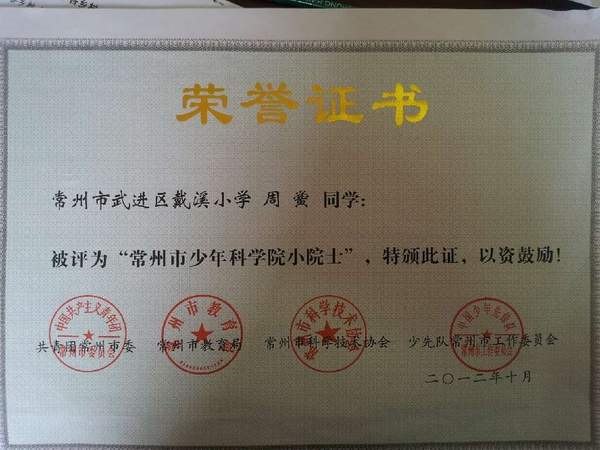 荣誉证书
常州市武进区戴溪小学 周 蛍 同学:
被评为“常州市少年科学院小院士”,特颁此证,以资鼓励!
共青团常州市委 常州市教育局 常州市科学技术协会 少先队常州市工作委员会
二〇一二年十月